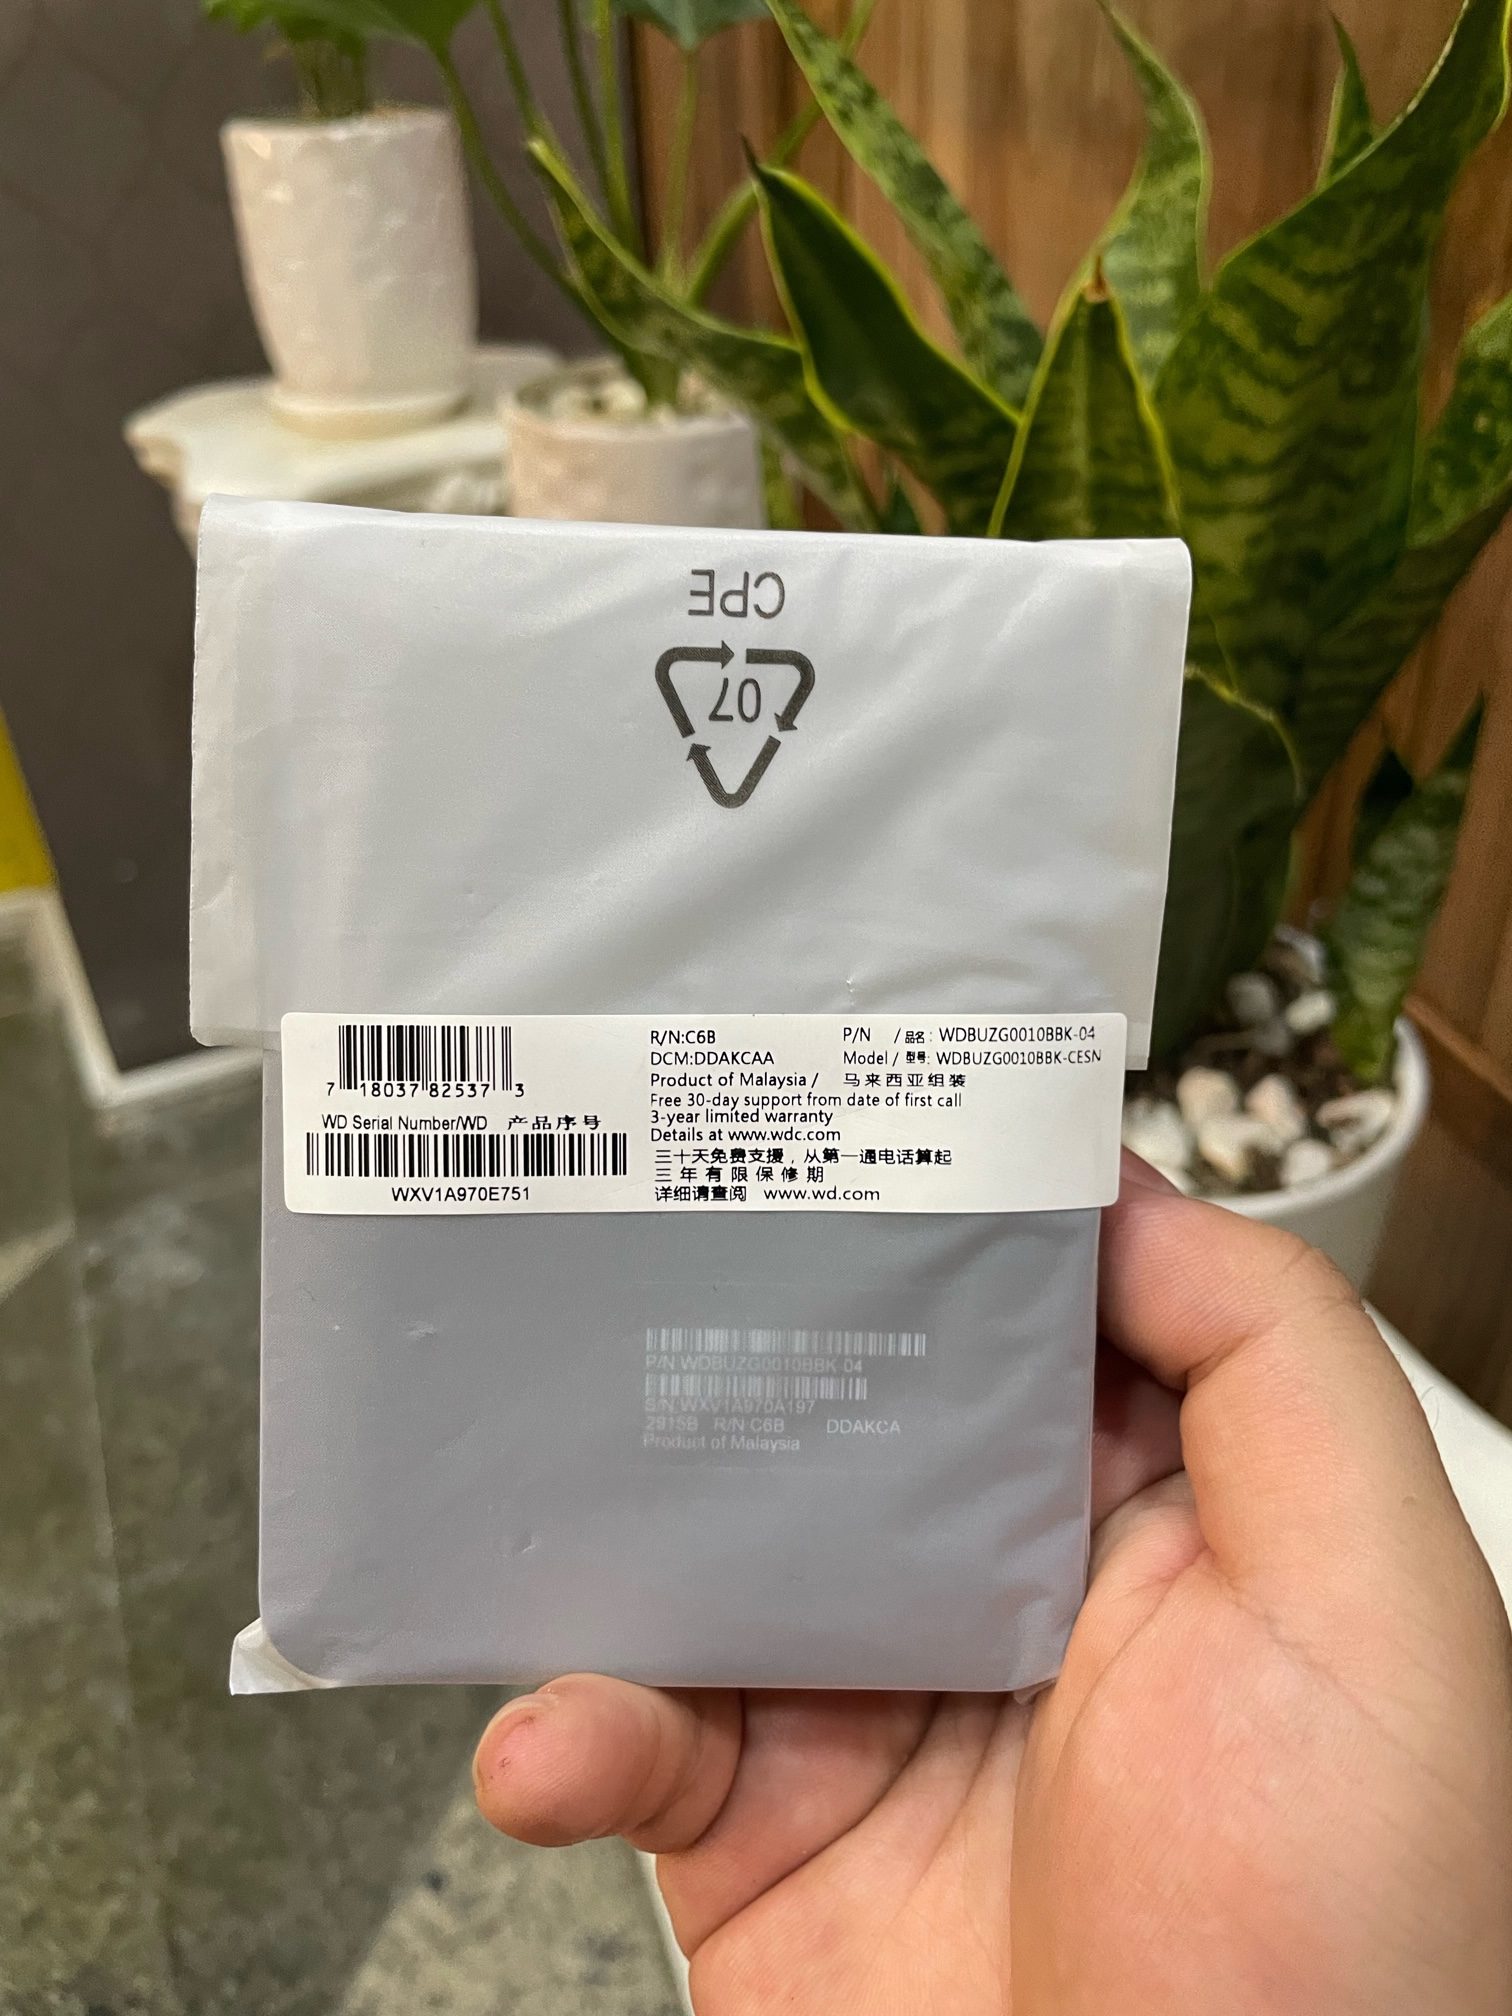 CPE
07
7 18037 82537 3
WD Serial Number/WD 产品序号
WXV1A970E751
R/N:C6B P/N / 品名: WDBUZG0010BBK-04
DCM:DDAKCAA Model / 型号: WDBUZG0010BBK-CESN
Product of Malaysia / 马来西亚组装
Free 30-day support from date of first call
3-year limited warranty
Details at www.wdc.com
三十天免费支援，从第一通电话算起
三年有限保修期
详细请查阅 www.wd.com
P/N WDBUZG0010BBK-04
S/N WXV1A970A197
2915B R/N C6B DDAKCA
Product of Malaysia